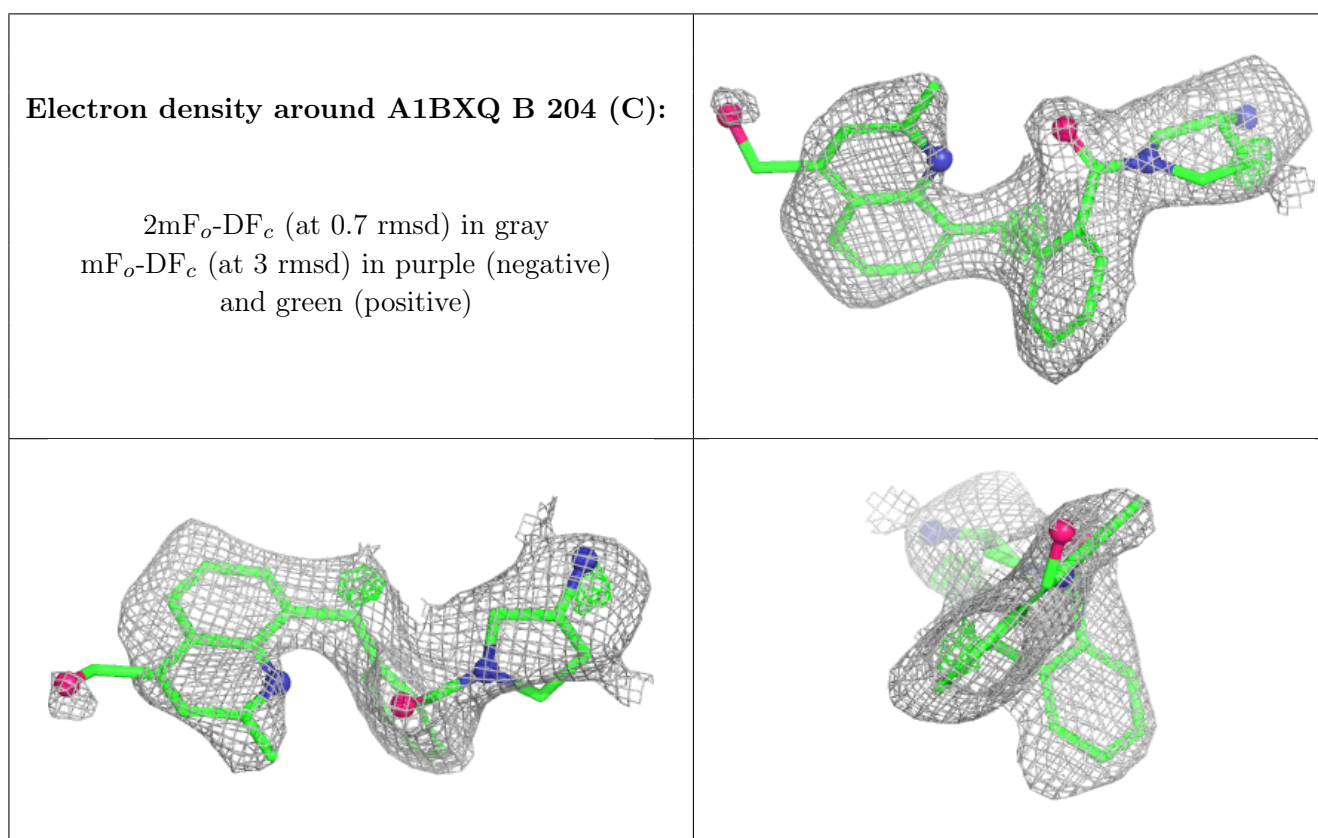 Electron density around A1BXQ B 204 (C):
2mFo-DFc (at 0.7 rmsd) in gray
mFo-DFc (at 3 rmsd) in purple (negative)
and green (positive)